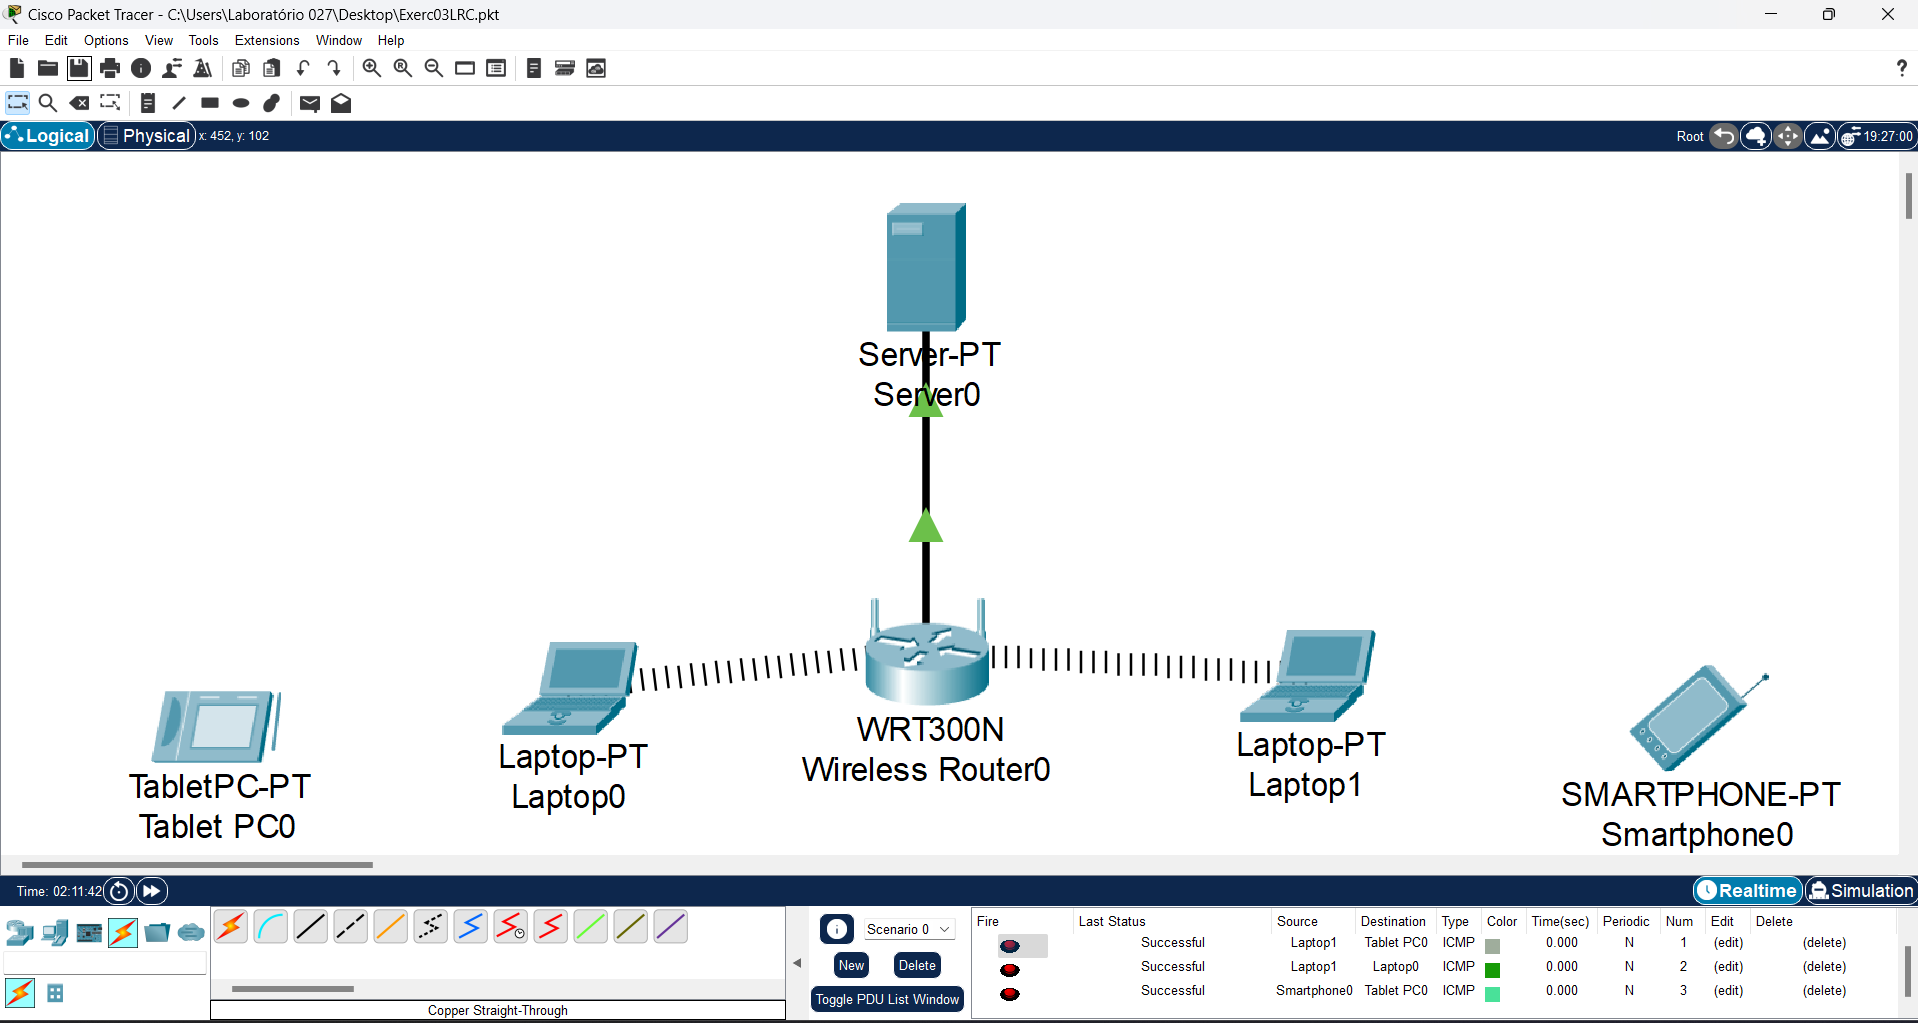 Cisco Packet Tracer - C:\Users\Laboratório 027\Desktop\Exerc03LRC.pkt
File Edit Options View Tools Extensions Window Help
?
Logical Physical x: 452, y: 102 Root 19:27:00
Server-PT
Server0
WRT300N
Wireless Router0
Laptop-PT
Laptop0
Laptop-PT
Laptop1
TabletPC-PT
Tablet PC0
SMARTPHONE-PT
Smartphone0
Time: 02:11:42 Realtime Simulation
Scenario 0
New Delete
Toggle PDU List Window
Copper Straight-Through
Fire Last Status Source Destination Type Color Time(sec) Periodic Num Edit Delete
Successful Laptop1 Tablet PC0 ICMP 0.000 N 1 (edit) (delete)
Successful Laptop1 Laptop0 ICMP 0.000 N 2 (edit) (delete)
Successful Smartphone0 Tablet PC0 ICMP 0.000 N 3 (edit) (delete)